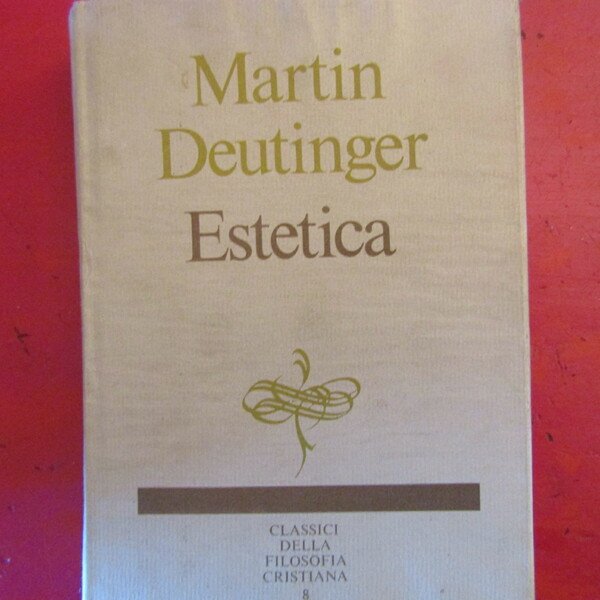 Martin
Deutinger
Estetica
CLASSICI
DELLA
FILOSOFIA
CRISTIANA
8